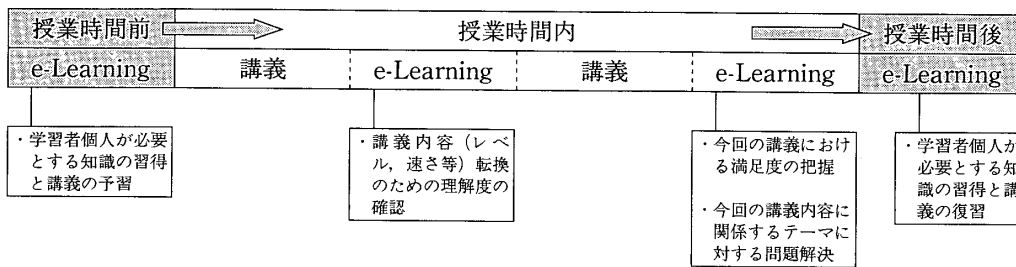 授業時間前
授業時間内
授業時間後
e-Learning
講義
e-Learning
講義
e-Learning
e-Learning
・学習者個人が必要
とする知識の習得
と講義の予習
・講義内容（レベ
ル，速さ等）転換
のための理解度の
確認
・今回の講義におけ
る満足度の把握
・今回の講義内容に
関係するテーマに
対する問題解決
・学習者個人が
必要とする知
識の習得と講
義の復習